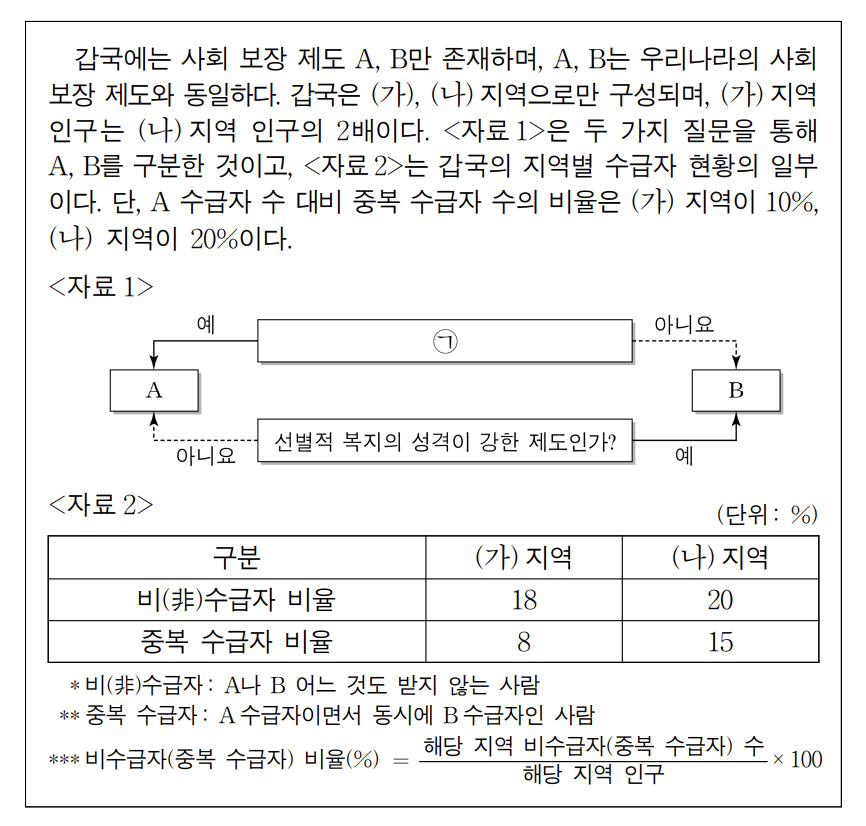 갑국에는 사회 보장 제도 A, B만 존재하며, A, B는 우리나라의 사회
보장 제도와 동일하다. 갑국은 (가), (나) 지역으로만 구성되며, (가) 지역
인구는 (나) 지역 인구의 2배이다. <자료 1>은 두 가지 질문을 통해
A, B를 구분한 것이고, <자료 2>는 갑국의 지역별 수급자 현황의 일부
이다. 단, A 수급자 수 대비 중복 수급자 수의 비율은 (가) 지역이 10%,
(나) 지역이 20%이다.
<자료 1>
예 ㉠ 아니요
A B
아니요 선별적 복지의 성격이 강한 제도인가? 예
<자료 2>
(단위: %)
구분 (가) 지역 (나) 지역
비(非)수급자 비율 18 20
중복 수급자 비율 8 15
* 비(非)수급자: A나 B 어느 것도 받지 않는 사람
** 중복 수급자: A 수급자이면서 동시에 B 수급자인 사람
*** 비수급자(중복 수급자) 비율(%) = 해당 지역 비수급자(중복 수급자) 수 / 해당 지역 인구 × 100